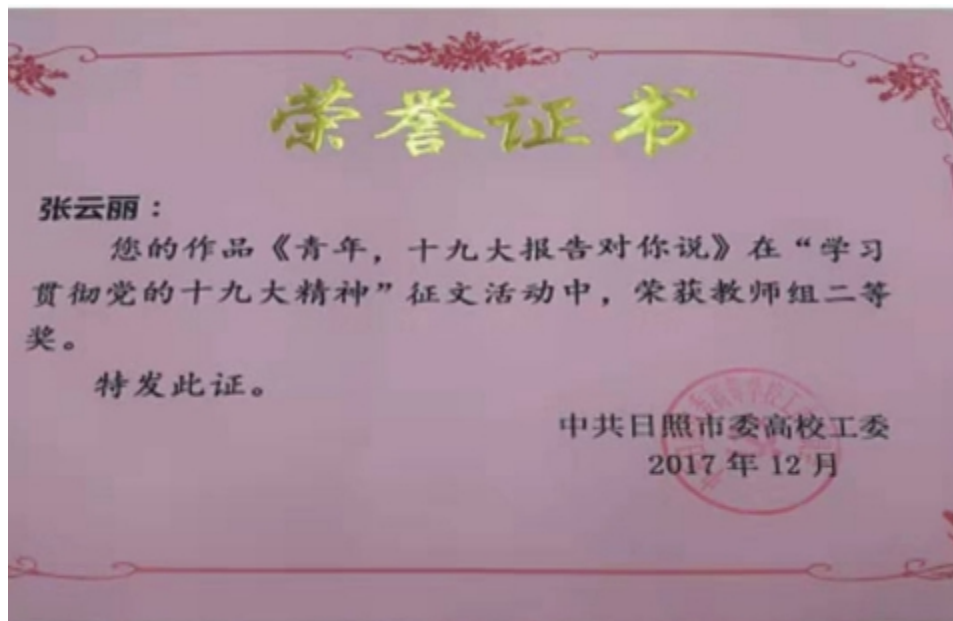 荣誉证书
张云丽：
您的作品《青年，十九大报告对你说》在“学习
贯彻党的十九大精神”征文活动中，荣获教师组二等
奖。
特发此证。
中共日照市委高校工委
2017年12月